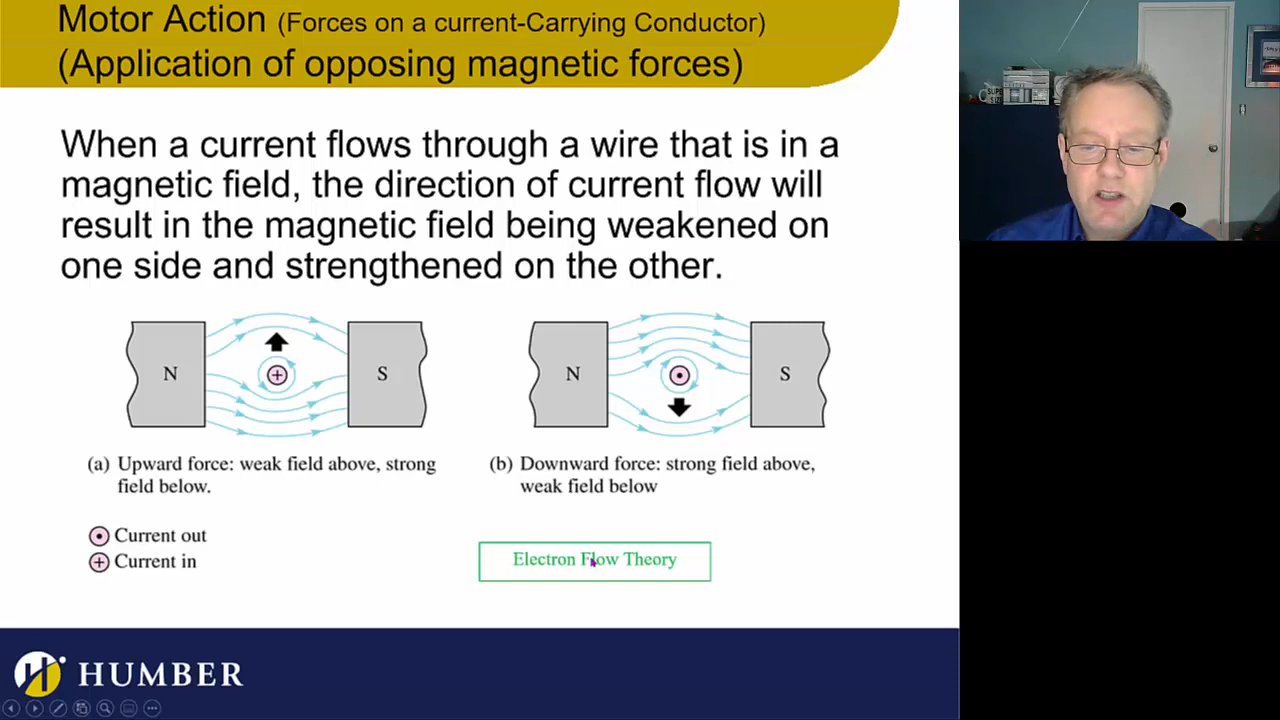 Motor Action (Forces on a current-Carrying Conductor)
(Application of opposing magnetic forces)
When a current flows through a wire that is in a
magnetic field, the direction of current flow will
result in the magnetic field being weakened on
one side and strengthened on the other.
N S N S
(a) Upward force: weak field above, strong
field below.
(b) Downward force: strong field above,
weak field below
Current out
Current in
Electron Flow Theory
HUMBER